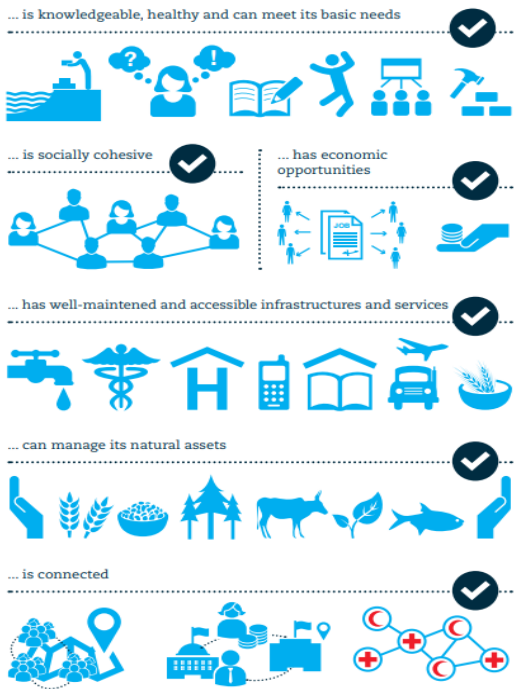 ... is knowledgeable, healthy and can meet its basic needs
?
!
... is socially cohesive
... has economic
opportunities
JOB
... has well-maintened and accessible infrastructures and services
H
... can manage its natural assets
... is connected